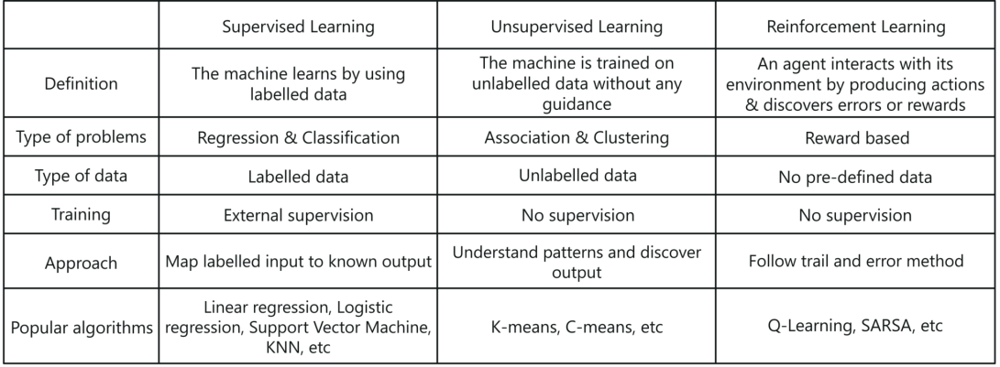 Supervised Learning
Unsupervised Learning
Reinforcement Learning
Definition
The machine learns by using
labelled data
The machine is trained on
unlabelled data without any
guidance
An agent interacts with its
environment by producing actions
& discovers errors or rewards
Type of problems
Regression & Classification
Association & Clustering
Reward based
Type of data
Labelled data
Unlabelled data
No pre-defined data
Training
External supervision
No supervision
No supervision
Approach
Map labelled input to known output
Understand patterns and discover
output
Follow trail and error method
Popular algorithms
Linear regression, Logistic
regression, Support Vector Machine,
KNN, etc
K-means, C-means, etc
Q-Learning, SARSA, etc